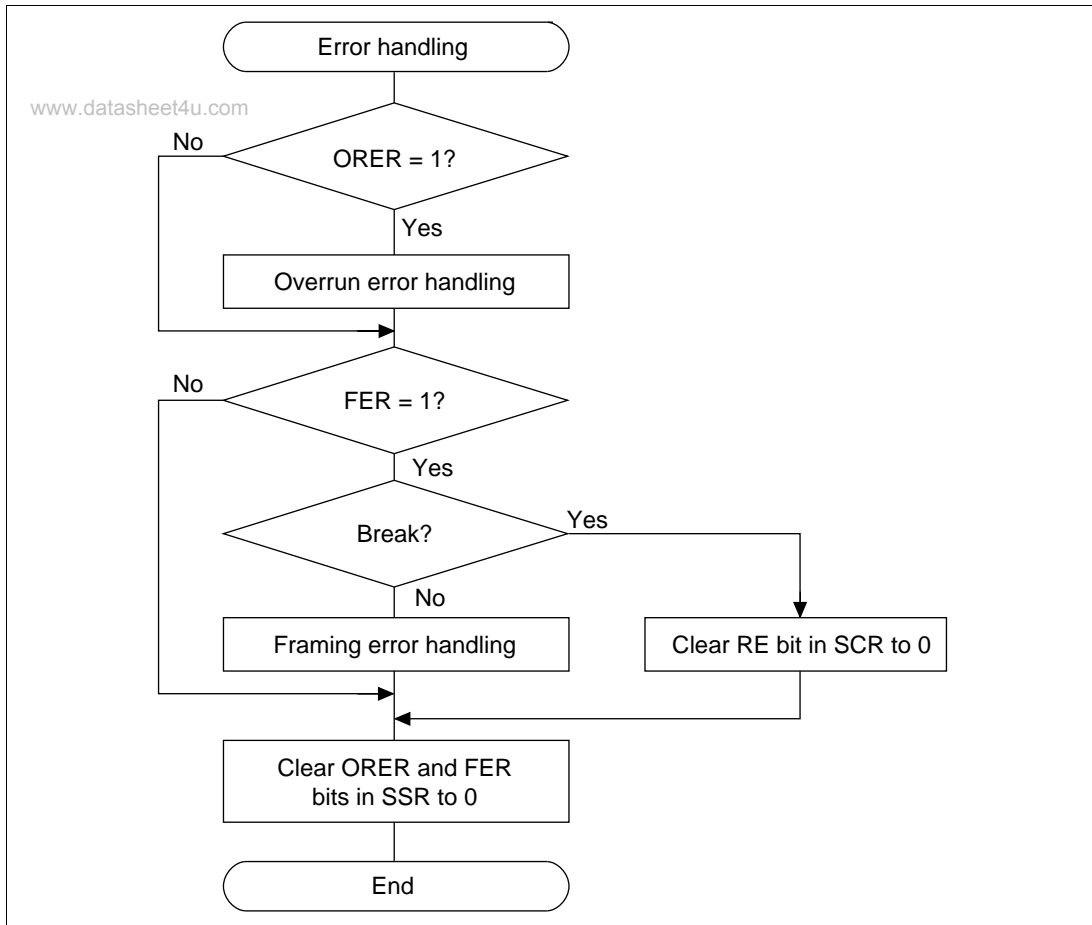 Error handling
www.datasheet4u.com
No
ORER = 1?
Yes
Overrun error handling
No
FER = 1?
Yes
Break?
Yes
No
Framing error handling
Clear RE bit in SCR to 0
Clear ORER and FER
bits in SSR to 0
End